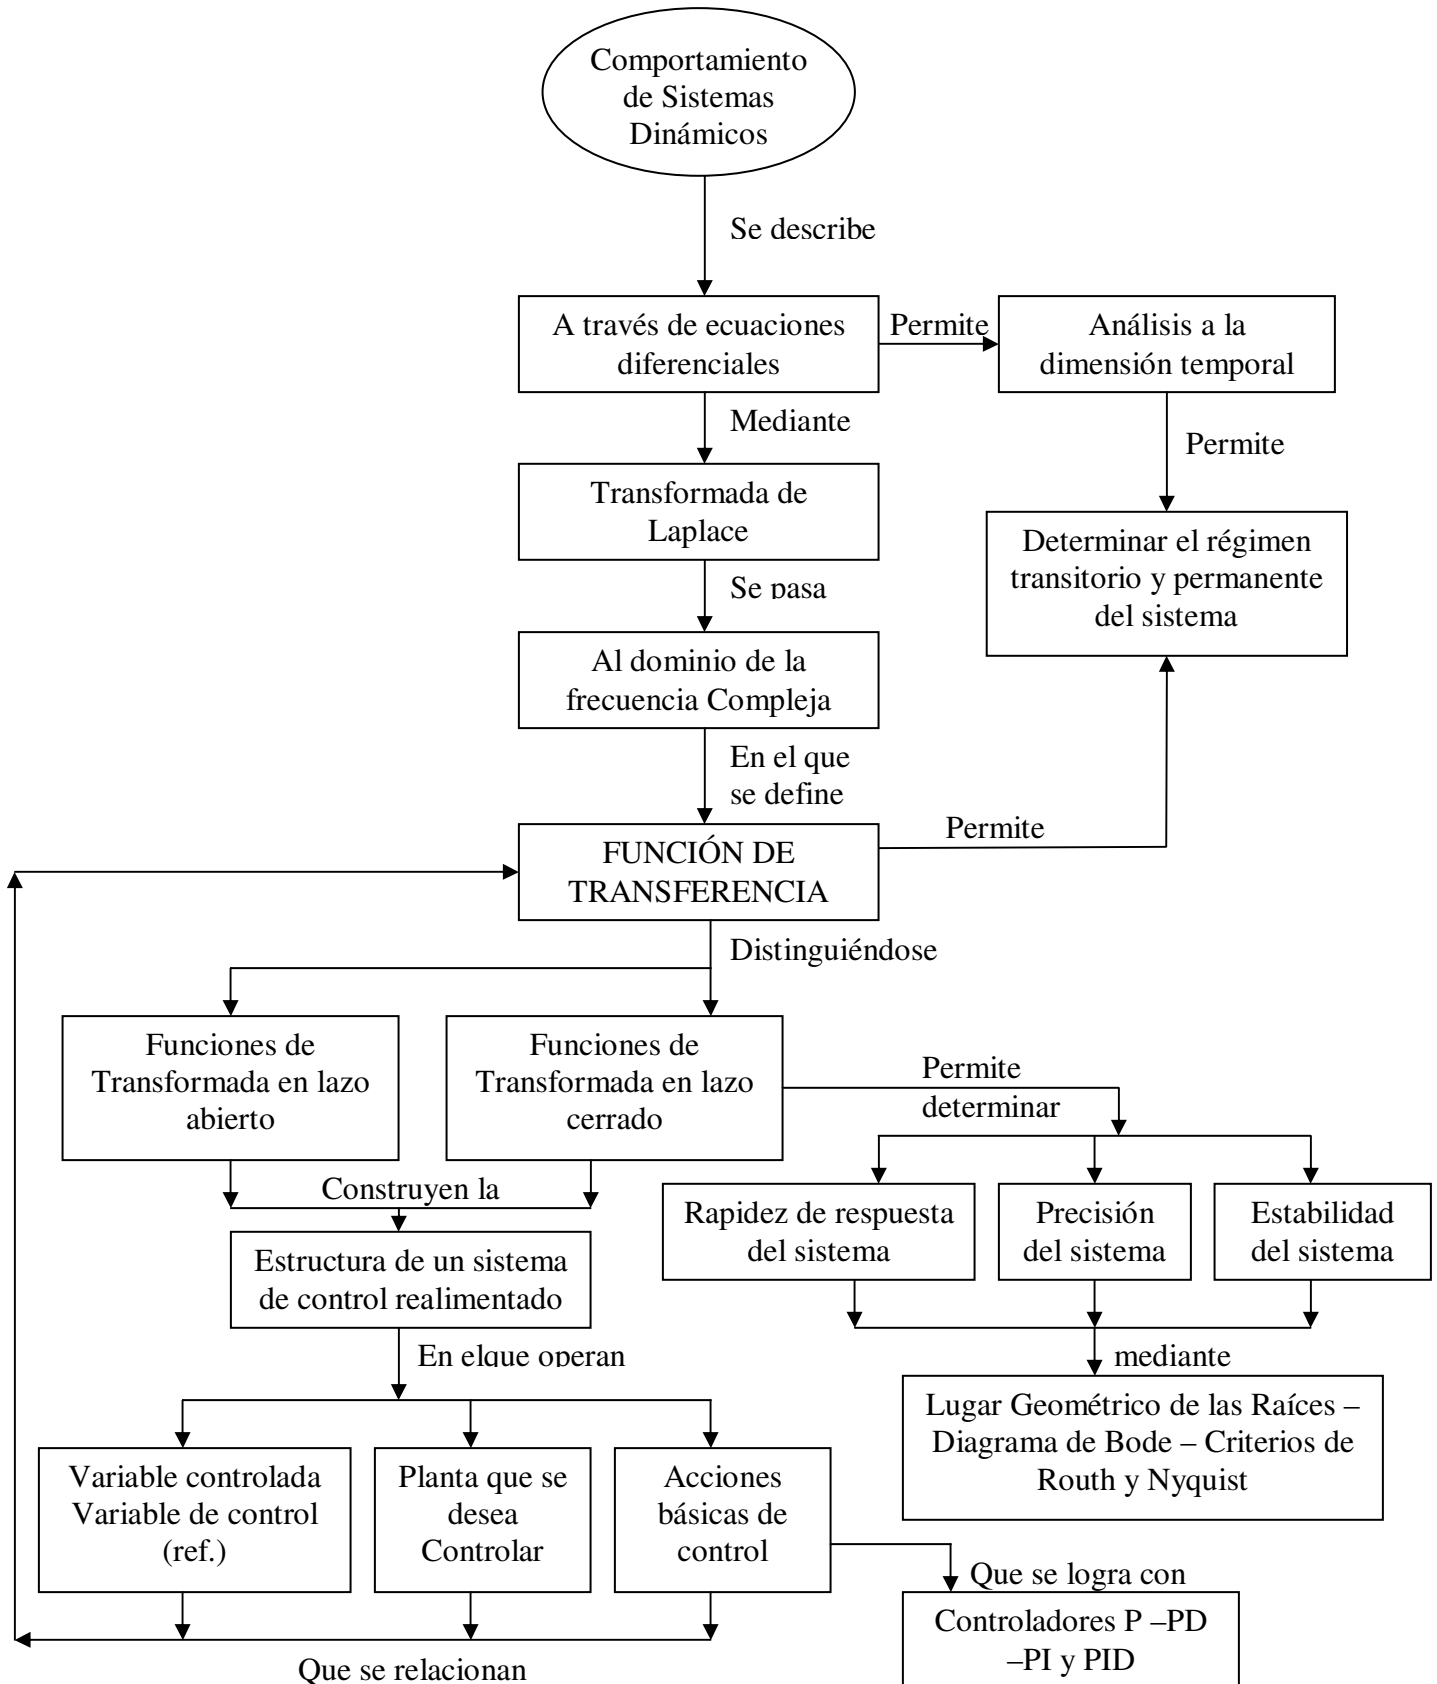 Comportamiento
de Sistemas
Dinámicos
Se describe
A través de ecuaciones
diferenciales
Permite
Análisis a la
dimensión temporal
Mediante
Permite
Transformada de
Laplace
Determinar el régimen
transitorio y permanente
del sistema
Se pasa
Al dominio de la
frecuencia Compleja
En el que
se define
Permite
FUNCIÓN DE
TRANSFERENCIA
Distinguiéndose
Funciones de
Transformada en lazo
abierto
Funciones de
Transformada en lazo
cerrado
Permite
determinar
Construyen la
Rapidez de respuesta
del sistema
Precisión
del sistema
Estabilidad
del sistema
Estructura de un sistema
de control realimentado
En elque operan
mediante
Lugar Geométrico de las Raíces –
Diagrama de Bode – Criterios de
Routh y Nyquist
Variable controlada
Variable de control
(ref.)
Planta que se
desea
Controlar
Acciones
básicas de
control
Que se logra con
Controladores P –PD
–PI y PID
Que se relacionan